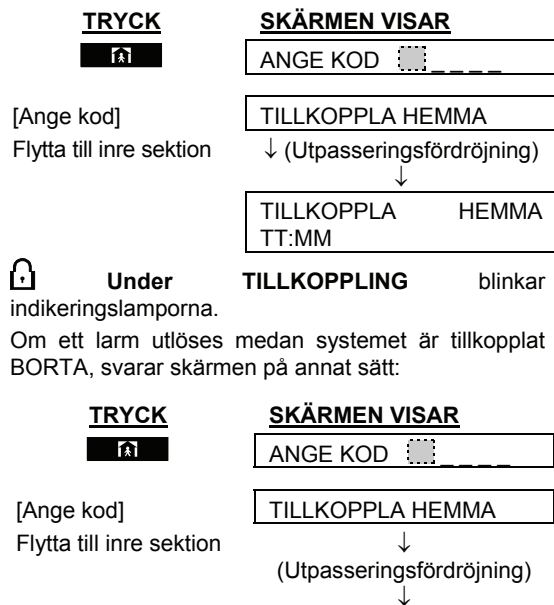 TRYCK SKÄRMEN VISAR
ANGE KOD _ _ _ _
[Ange kod] TILLKOPPLA HEMMA
Flytta till inre sektion ↓ (Utpasseringsfördröjning)
↓
TILLKOPPLA HEMMA
TT:MM
Under TILLKOPPLING blinkar
indikeringslamporna.
Om ett larm utlöses medan systemet är tillkopplat
BORTA, svarar skärmen på annat sätt:
TRYCK SKÄRMEN VISAR
ANGE KOD _ _ _ _
[Ange kod] TILLKOPPLA HEMMA
Flytta till inre sektion ↓
(Utpasseringsfördröjning)
↓